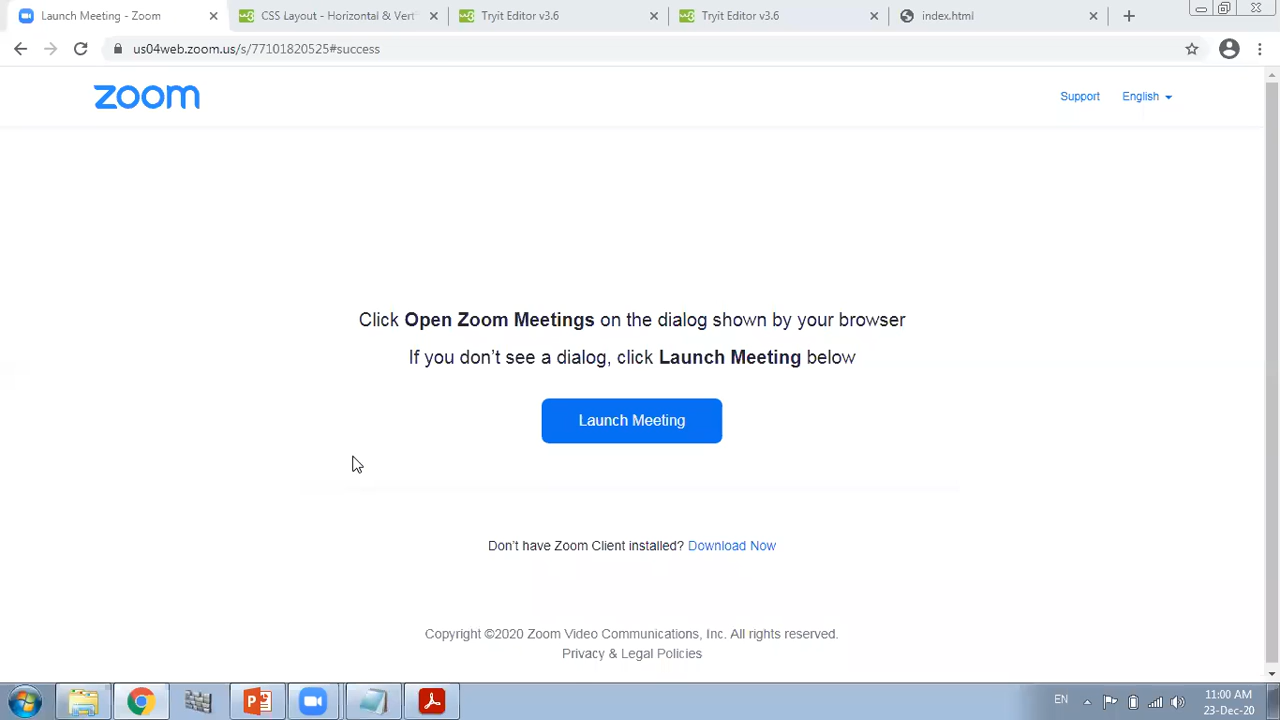 Launch Meeting - Zoom
CSS Layout - Horizontal & Vert
Tryit Editor v3.6
Tryit Editor v3.6
index.html
us04web.zoom.us/s/77101820525#success
zoom
Support
English
Click Open Zoom Meetings on the dialog shown by your browser
If you don’t see a dialog, click Launch Meeting below
Launch Meeting
Don’t have Zoom Client installed? Download Now
Copyright ©2020 Zoom Video Communications, Inc. All rights reserved.
Privacy & Legal Policies
EN
11:00 AM
23-Dec-20